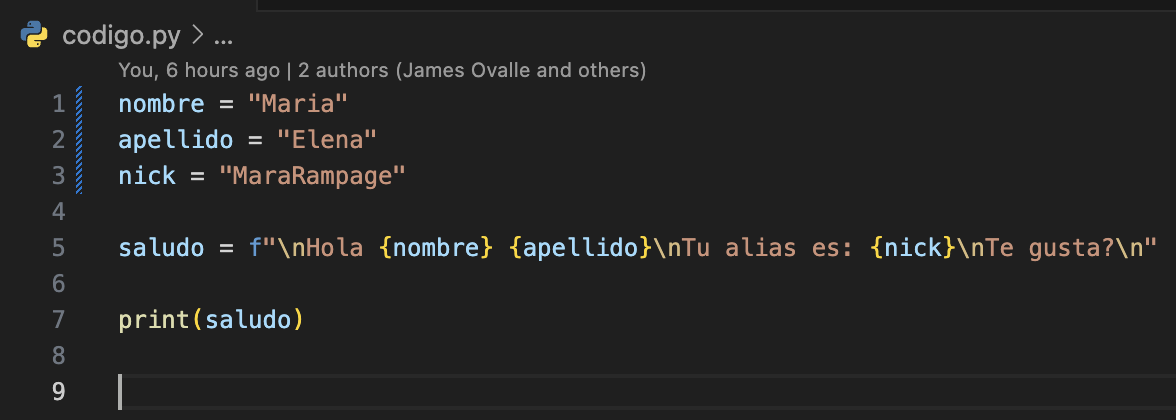 codigo.py > ...
You, 6 hours ago | 2 authors (James Ovalle and others)
1 nombre = "Maria"
2 apellido = "Elena"
3 nick = "MaraRampage"
4
5 saludo = f"\nHola {nombre} {apellido}\nTu alias es: {nick}\nTe gusta?\n"
6
7 print(saludo)
8
9